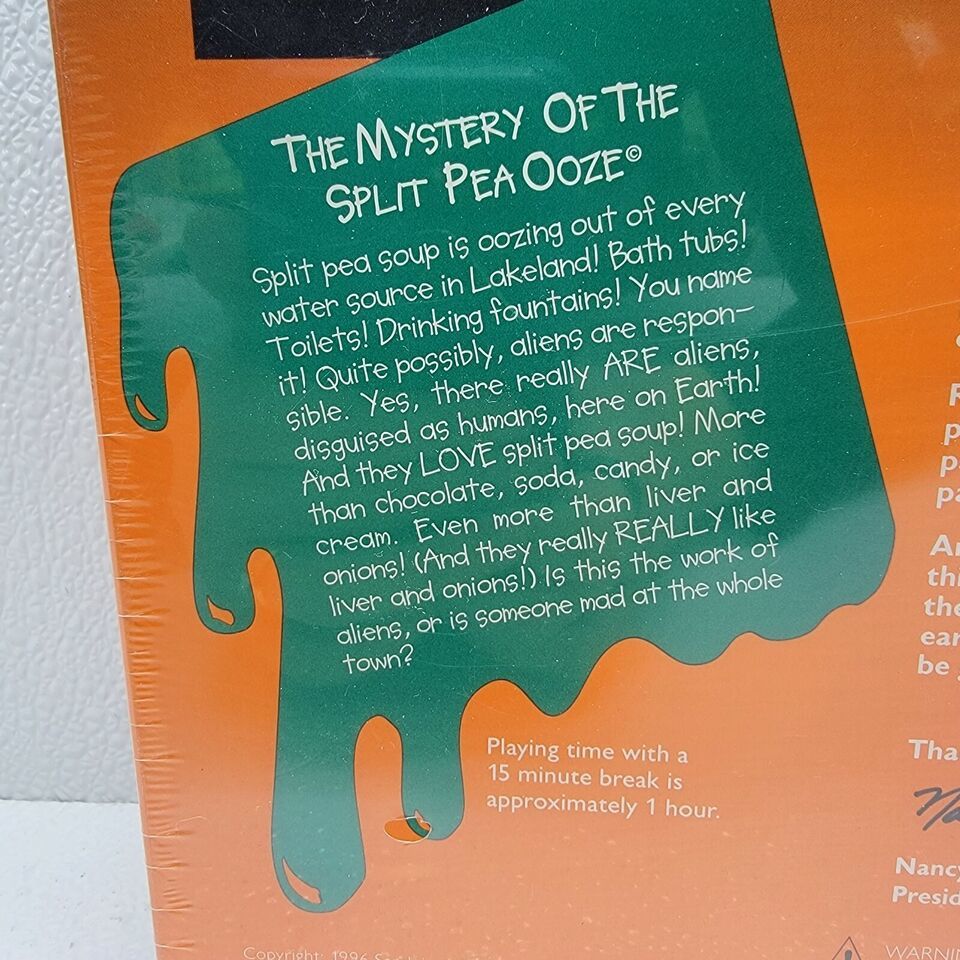 THE MYSTERY OF THE
SPLIT PEA OOZE©
Split pea soup is oozing out of every
water source in Lakeland! Bath tubs!
Toilets! Drinking fountains! You name
it! Quite possibly, aliens are respon-
sible. Yes, there really ARE aliens,
disguised as humans, here on Earth!
And they LOVE split pea soup! More
than chocolate, soda, candy, or ice
cream. Even more than liver and
onions! (And they really REALLY like
liver and onions!) Is this the work of
aliens, or is someone mad at the whole
town?
Playing time with a
15 minute break is
approximately 1 hour.
Nancy
Copyright: 1996